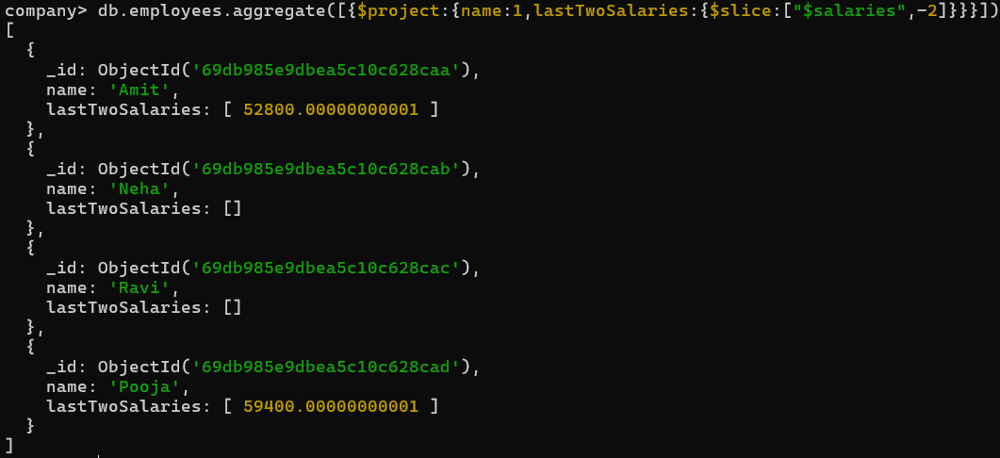 company> db.employees.aggregate([{$project:{name:1,lastTwoSalaries:{$slice:["$salaries",-2]}}}])
[
  {
    _id: ObjectId('69db985e9dbea5c10c628caa'),
    name: 'Amit',
    lastTwoSalaries: [ 52800.00000000001 ]
  },
  {
    _id: ObjectId('69db985e9dbea5c10c628cab'),
    name: 'Neha',
    lastTwoSalaries: []
  },
  {
    _id: ObjectId('69db985e9dbea5c10c628cac'),
    name: 'Ravi',
    lastTwoSalaries: []
  },
  {
    _id: ObjectId('69db985e9dbea5c10c628cad'),
    name: 'Pooja',
    lastTwoSalaries: [ 59400.00000000001 ]
  }
]